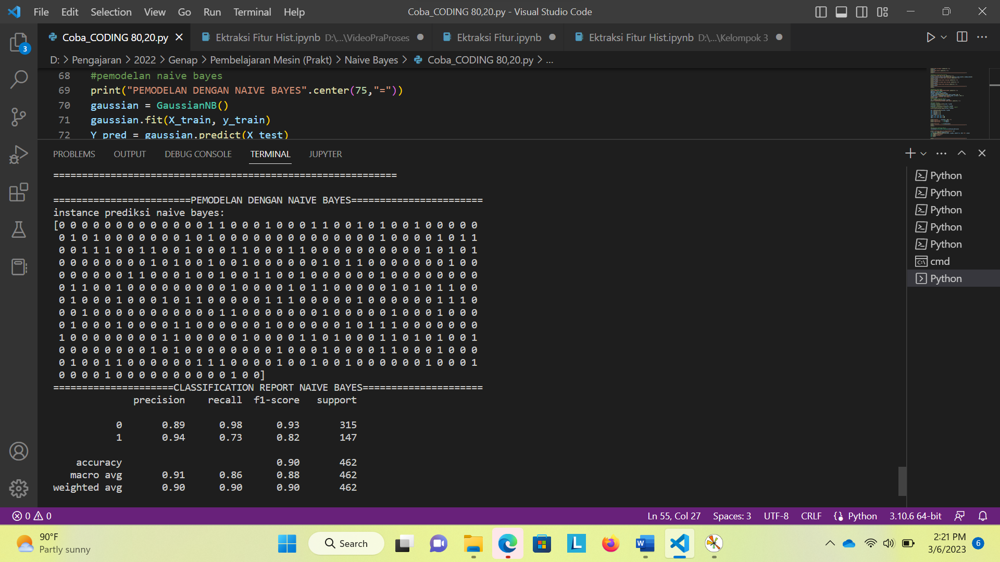 File Edit Selection View Go Run Terminal Help
Coba_CODING 80,20.py - Visual Studio Code
3
Coba_CODING 80,20.py
Ektraksi Fitur Hist.ipynb D:\...\VideoPraProses
Ektraksi Fitur.ipynb
Ektraksi Fitur Hist.ipynb D:\...\Kelompok 3
D: > Pengajaran > 2022 > Genap > Pembelajaran Mesin (Prakt) > Naive Bayes > Coba_CODING 80,20.py > ...
68 #pemodelan naive bayes
69 print("PEMODELAN DENGAN NAIVE BAYES".center(75,"="))
70 gaussian = GaussianNB()
71 gaussian.fit(X_train, y_train)
72 Y_pred = gaussian.predict(X_test)
PROBLEMS OUTPUT DEBUG CONSOLE TERMINAL JUPYTER
============================================================
========================PEMODELAN DENGAN NAIVE BAYES=======================
instance prediksi naive bayes:
[0 0 0 0 0 0 0 0 0 0 0 0 0 1 1 0 0 0 1 0 0 0 1 1 0 0 1 0 1 0 0 1 0 0 0 0 0
0 1 0 1 0 0 0 0 0 0 0 1 0 1 0 0 0 0 0 0 0 0 0 0 0 0 0 0 1 0 0 0 0 1 0 1 1
0 0 1 1 1 0 0 1 1 0 0 1 0 0 0 1 1 0 0 0 1 1 0 0 0 0 0 0 0 0 0 0 1 0 1 0 1
0 0 0 0 0 0 0 0 1 0 1 0 0 1 0 0 1 0 0 0 0 0 0 1 0 1 1 0 0 0 0 0 0 0 1 0 0
0 0 0 0 0 0 1 1 0 0 0 1 0 0 1 0 0 1 1 0 0 1 0 0 0 0 0 0 1 0 0 0 0 0 0 0 0
0 1 1 0 0 1 0 0 0 0 0 0 0 0 0 1 0 0 0 0 1 0 1 1 0 0 0 0 0 1 0 1 0 1 1 0 0
0 1 0 0 0 1 0 0 0 1 0 1 1 0 0 0 0 0 1 1 1 0 0 0 0 0 1 0 0 0 0 0 0 1 1 1 0
0 0 1 0 0 0 0 0 0 0 0 0 0 0 1 1 0 0 0 0 0 0 0 1 0 0 0 0 0 1 0 0 0 1 0 0 0
0 1 0 0 0 1 0 0 0 0 1 1 0 0 0 0 0 0 1 0 0 0 0 0 0 1 0 1 1 1 0 0 0 0 0 0 0
1 0 0 0 0 0 0 0 0 1 1 0 0 0 0 0 1 0 0 0 0 1 1 0 1 0 0 0 1 1 0 1 0 1 0 0 1
0 0 0 0 0 0 0 0 1 0 1 0 0 0 0 0 0 0 0 1 0 0 0 1 0 0 0 0 1 1 0 0 0 1 0 0 0
0 1 0 0 1 1 0 0 0 0 0 0 1 1 1 0 0 0 0 1 0 0 1 0 0 1 0 0 0 0 0 0 1 0 0 0 1
0 0 0 0 1 0 0 0 0 0 0 0 0 0 0 1 0 0]
=====================CLASSIFICATION REPORT NAIVE BAYES=====================
precision recall f1-score support
0 0.89 0.98 0.93 315
1 0.94 0.73 0.82 147
accuracy 0.90 462
macro avg 0.91 0.86 0.88 462
weighted avg 0.90 0.90 0.90 462
Python
Python
Python
Python
Python
cmd
Python
0 0
Ln 55, Col 27 Spaces: 3 UTF-8 CRLF Python 3.10.6 64-bit
90°F
Partly sunny
Search
2:21 PM
3/6/2023
6